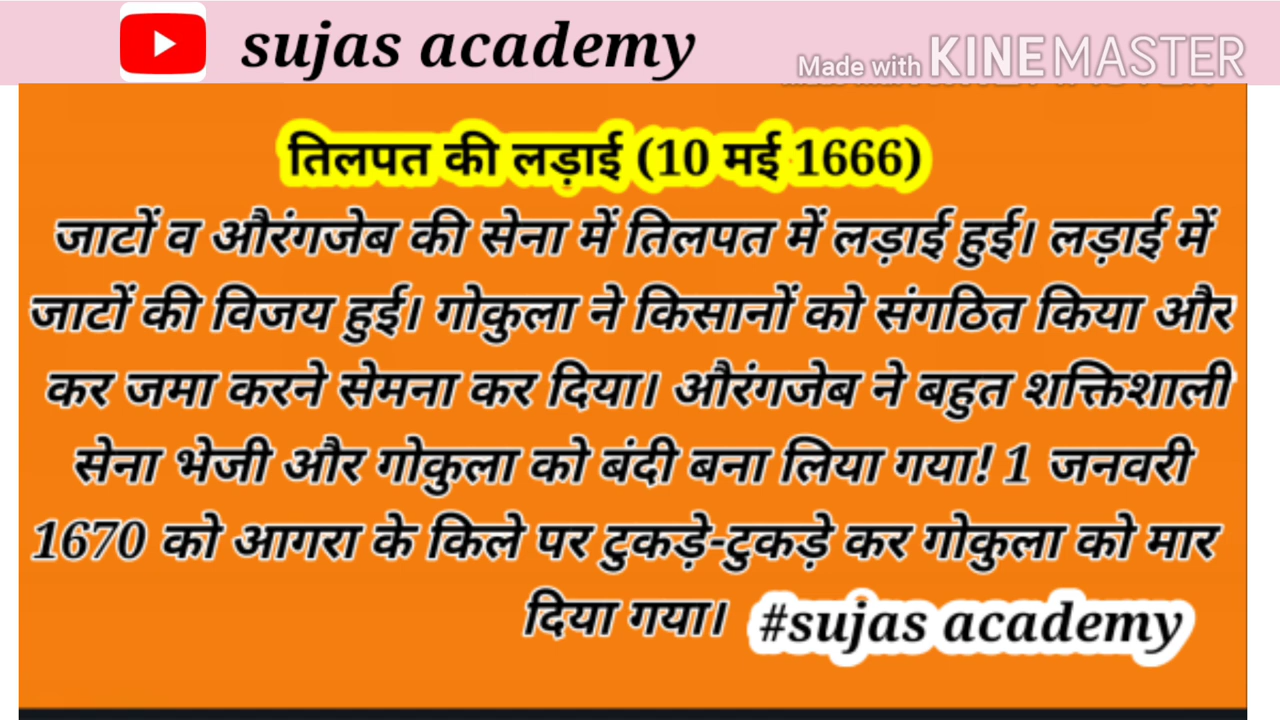 sujas academy
Made with KINEMASTER
तिलपत की लड़ाई (10 मई 1666)
जाटों व औरंगजेब की सेना में तिलपत में लड़ाई हुई। लड़ाई में
जाटों की विजय हुई। गोकुला ने किसानों को संगठित किया और
कर जमा करने सेमना कर दिया। औरंगजेब ने बहुत शक्तिशाली
सेना भेजी और गोकुला को बंदी बना लिया गया! 1 जनवरी
1670 को आगरा के किले पर टुकड़े-टुकड़े कर गोकुला को मार
दिया गया।
#sujas academy